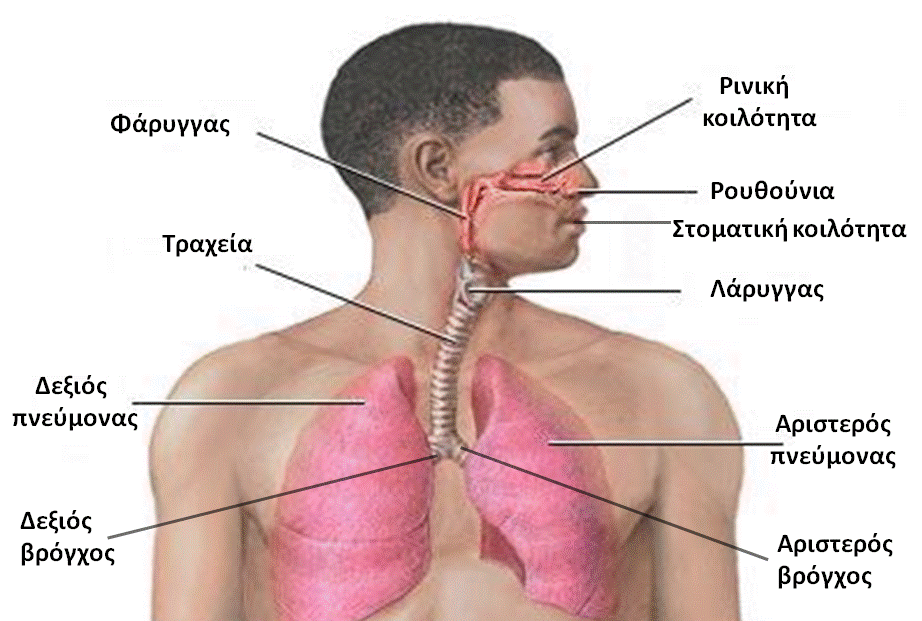 Ρινική
κοιλότητα
Φάρυγγας
Ρουθούνια
Στοματική κοιλότητα
Τραχεία
Λάρυγγας
Δεξιός
πνεύμονας
Αριστερός
πνεύμονας
Δεξιός
βρόγχος
Αριστερός
βρόγχος